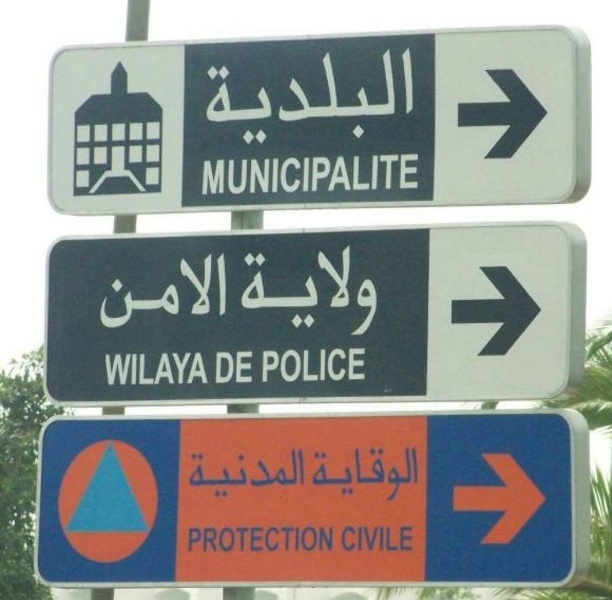 البلدية
MUNICIPALITE
ولاية الامن
WILAYA DE POLICE
الوقاية المدنية
PROTECTION CIVILE